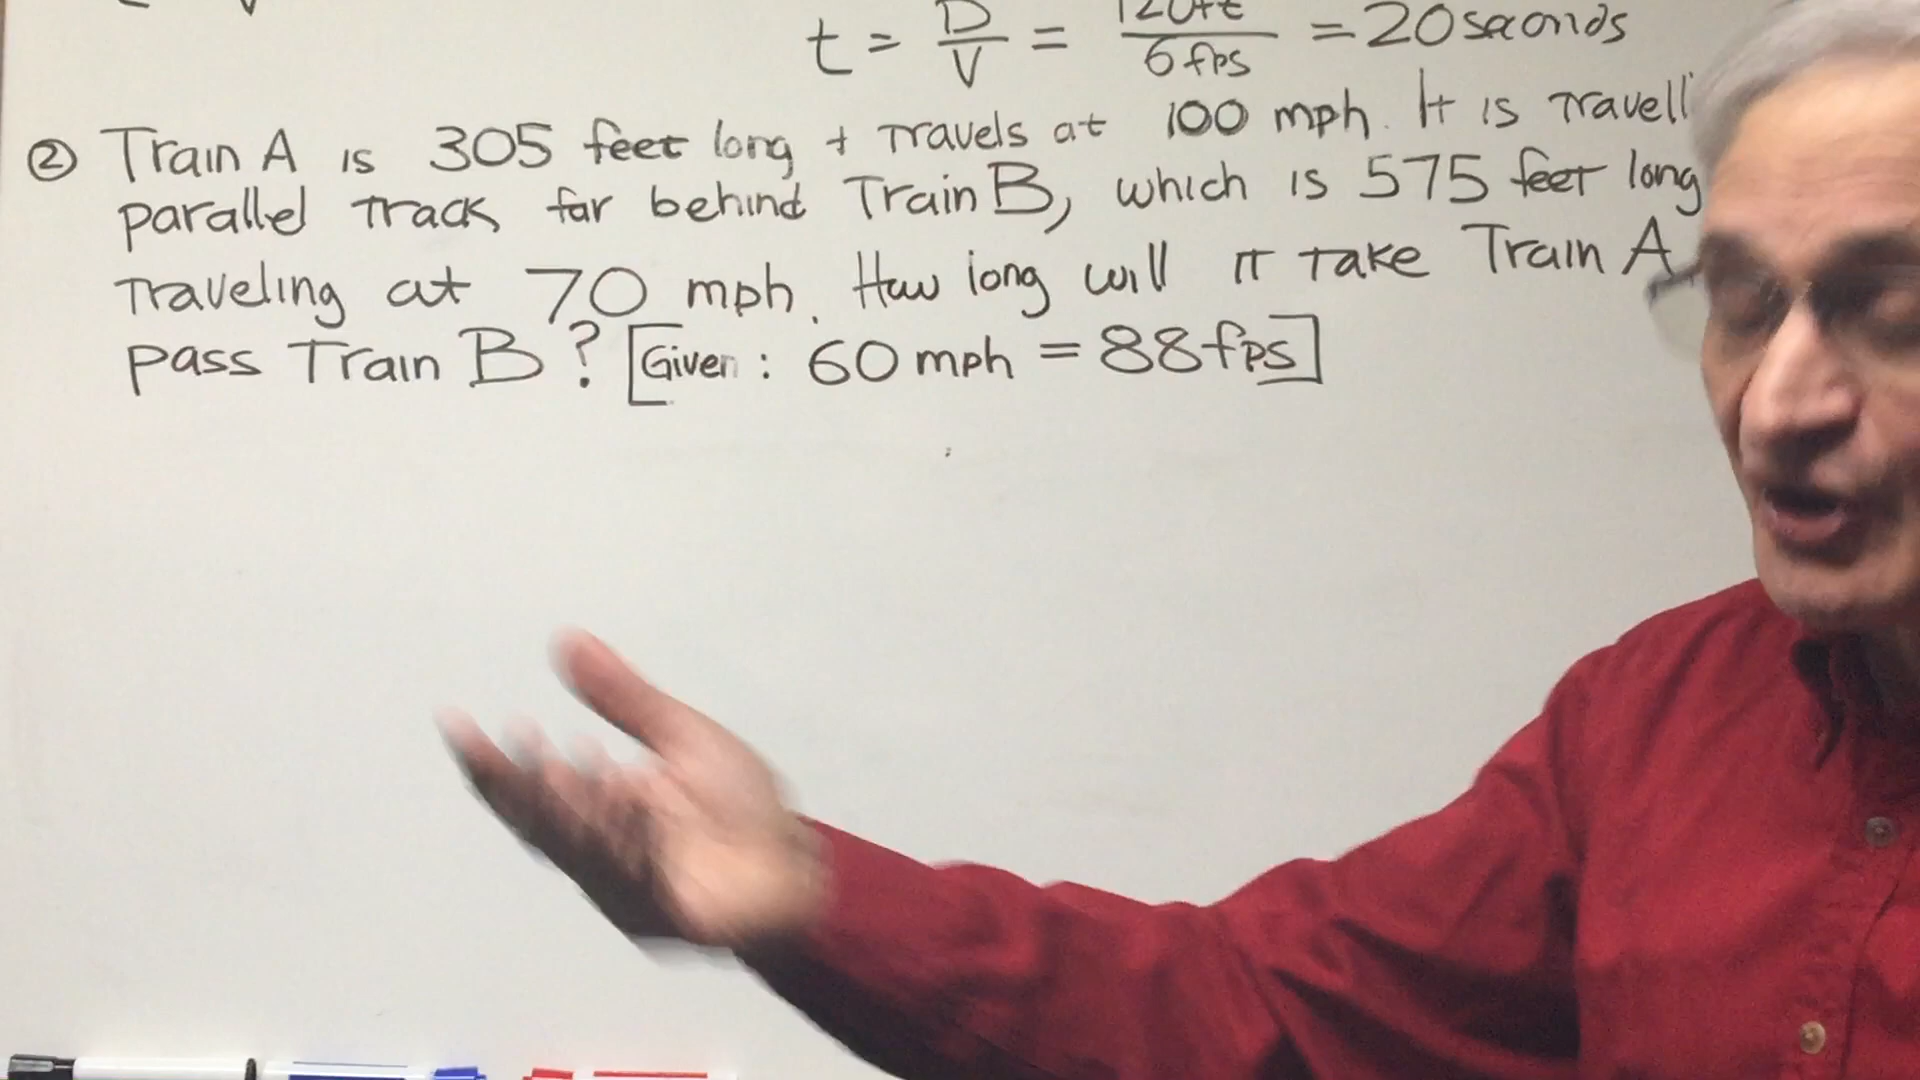 t = D/V = 120ft/6fps = 20 seconds
② Train A is 305 feet long + travels at 100 mph. It is travelli
parallel track far behind Train B, which is 575 feet long
traveling at 70 mph. How long will it take Train A
pass Train B? [Given: 60 mph = 88 fps]